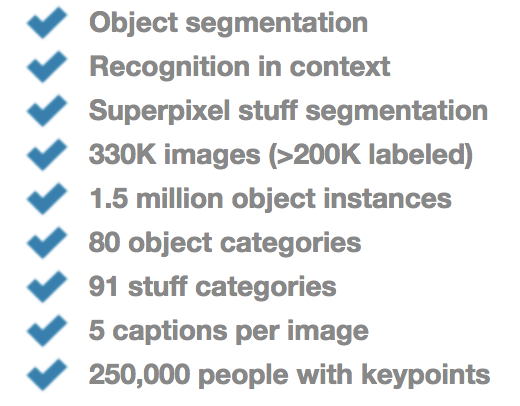 Object segmentation
Recognition in context
Superpixel stuff segmentation
330K images (>200K labeled)
1.5 million object instances
80 object categories
91 stuff categories
5 captions per image
250,000 people with keypoints